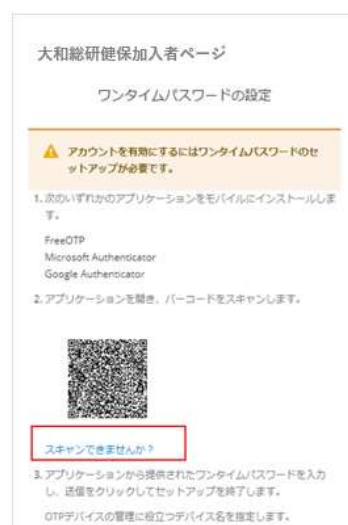 大和総研健保加入者ページ
ワンタイムパスワードの設定
アカウントを有効にするにはワンタイムパスワードのセ
ットアップが必要です。
1. 次のいずれかのアプリケーションをモバイルにインストールしま
す。
FreeOTP
Microsoft Authenticator
Google Authenticator
2. アプリケーションを開き、バーコードをスキャンします。
スキャンできませんか?
3. アプリケーションから提供されたワンタイムパスワードを入力
し、送信をクリックしてセットアップを終了します。
OTPデバイスの管理に役立つデバイス名を指定します。